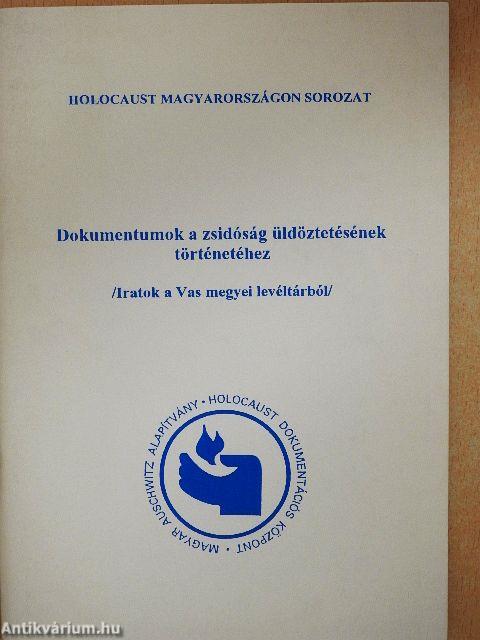 HOLOCAUST MAGYARORSZÁGON SOROZAT
Dokumentumok a zsidóság üldöztetésének
történetéhez
/Iratok a Vas megyei levéltárból/
MAGYAR AUSCHWITZ ALAPÍTVÁNY • HOLOCAUST DOKUMENTÁCIÓS KÖZPONT •
Antikvárium.hu